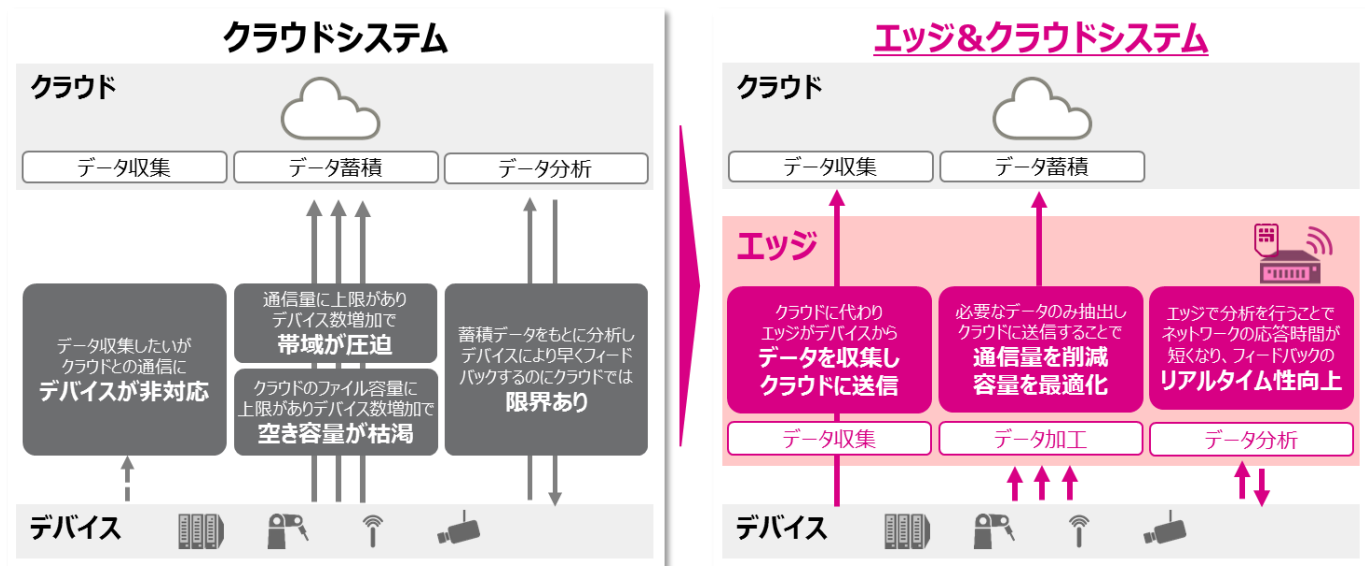 クラウドシステム
クラウド
データ収集
データ蓄積
データ分析
データ収集したいが
クラウドとの通信に
デバイスが非対応
通信量に上限があり
デバイス数増加で
帯域が圧迫
クラウドのファイル容量に
上限がありデバイス数増加で
空き容量が枯渇
蓄積データをもとに分析し
デバイスにより早くフィード
バックするのにクラウドでは
限界あり
デバイス
エッジ&クラウドシステム
クラウド
データ収集
データ蓄積
エッジ
クラウドに代わり
エッジがデバイスから
データを収集し
クラウドに送信
必要なデータのみ抽出し
クラウドに送信することで
通信量を削減
容量を最適化
エッジで分析を行うことで
ネットワークの応答時間が
短くなり、フィードバックの
リアルタイム性向上
データ収集
データ加工
データ分析
デバイス